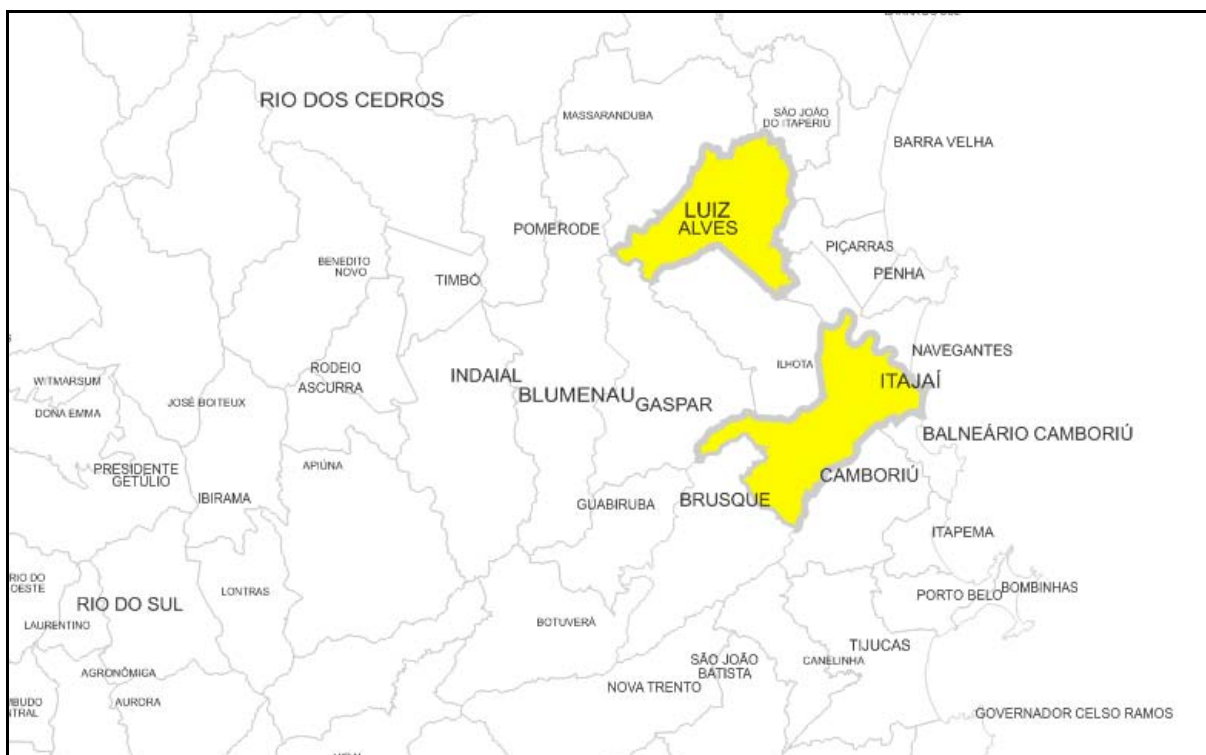 RIO DOS CEDROS
MASSARANDUBA
SÃO JOÃO
DO ITAPERIÚ
BARRA VELHA
LUIZ
ALVES
POMERODE
PIÇARRAS
BENEDITO
NOVO
TIMBÓ
PENHA
NAVEGANTES
ILHOTA
RODEIO
INDAIAL
ITAJAÍ
WITMARSUM
ASCURRA
BLUMENAU
GASPAR
DONA EMMA
JOSÉ BOITEUX
BALNEÁRIO CAMBORIÚ
PRESIDENTE
GETÚLIO
APIÚNA
CAMBORIÚ
IBIRAMA
GUABIRUBA
BRUSQUE
ITAPEMA
RIO DO
OESTE
LONTRAS
BOMBINHAS
PORTO BELO
RIO DO SUL
LAURENTINO
BOTUVERÁ
TIJUCAS
SÃO JOÃO
BATISTA
CANELINHA
AGRONÔMICA
NOVA TRENTO
AURORA
MBUDO
NTRAL
GOVERNADOR CELSO RAMOS